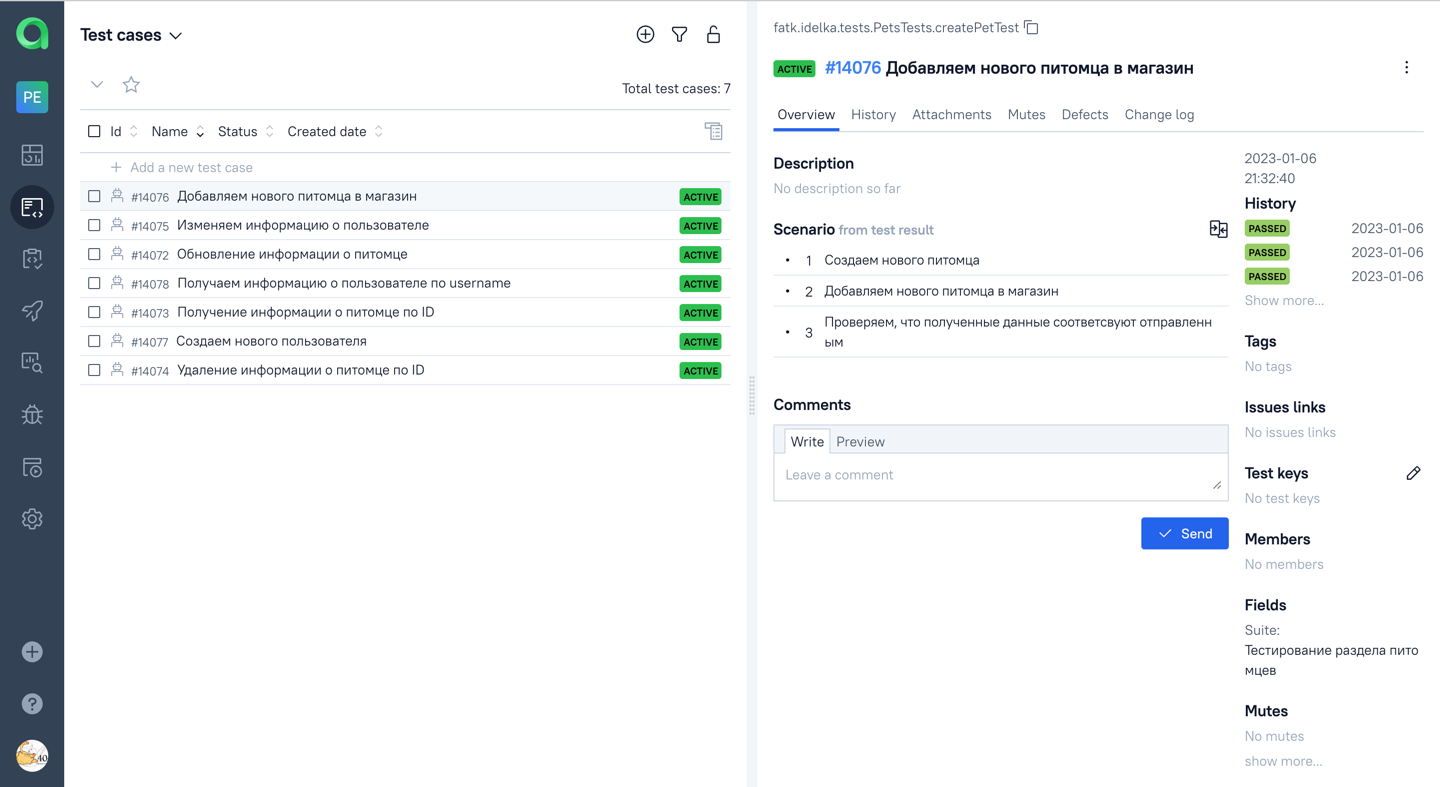 PE
Test cases
Total test cases: 7
Id Name Status Created date
Add a new test case
#14076 Добавляем нового питомца в магазин ACTIVE
#14075 Изменяем информацию о пользователе ACTIVE
#14072 Обновление информации о питомце ACTIVE
#14078 Получаем информацию о пользователе по username ACTIVE
#14073 Получение информации о питомце по ID ACTIVE
#14077 Создаем нового пользователя ACTIVE
#14074 Удаление информации о питомце по ID ACTIVE
fatk.idelka.tests.PetsTests.createPetTest
ACTIVE #14076 Добавляем нового питомца в магазин
Overview History Attachments Mutes Defects Change log
Description
No description so far
Scenario from test result
• 1 Создаем нового питомца
• 2 Добавляем нового питомца в магазин
• 3 Проверяем, что полученные данные соответсвуют отправленн
ым
Comments
Write Preview
Leave a comment
Send
2023-01-06
21:32:40
History
PASSED 2023-01-06
PASSED 2023-01-06
PASSED 2023-01-06
Show more...
Tags
No tags
Issues links
No issues links
Test keys
No test keys
Members
No members
Fields
Suite:
Тестирование раздела пито
мцев
Mutes
No mutes
show more...